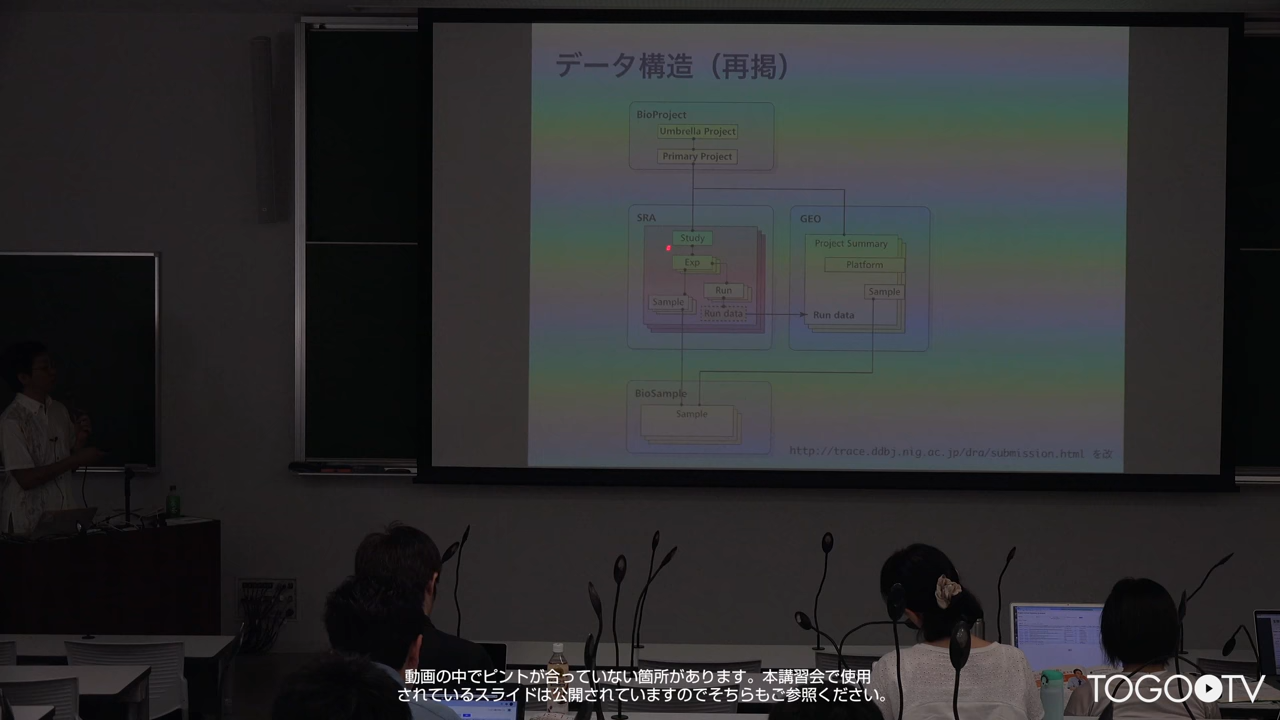 データ構造（再掲）
BioProject
Umbrella Project
Primary Project
SRA
Study
Exp
Run
Sample
Run data
GEO
Project Summary
Platform
Sample
Run data
BioSample
Sample
http://trace.ddbj.nig.ac.jp/dra/submission.html を改
動画の中でピントが合っていない箇所があります。本講習会で使用
されているスライドは公開されていますのでそちらもご参照ください。
TOGOTV